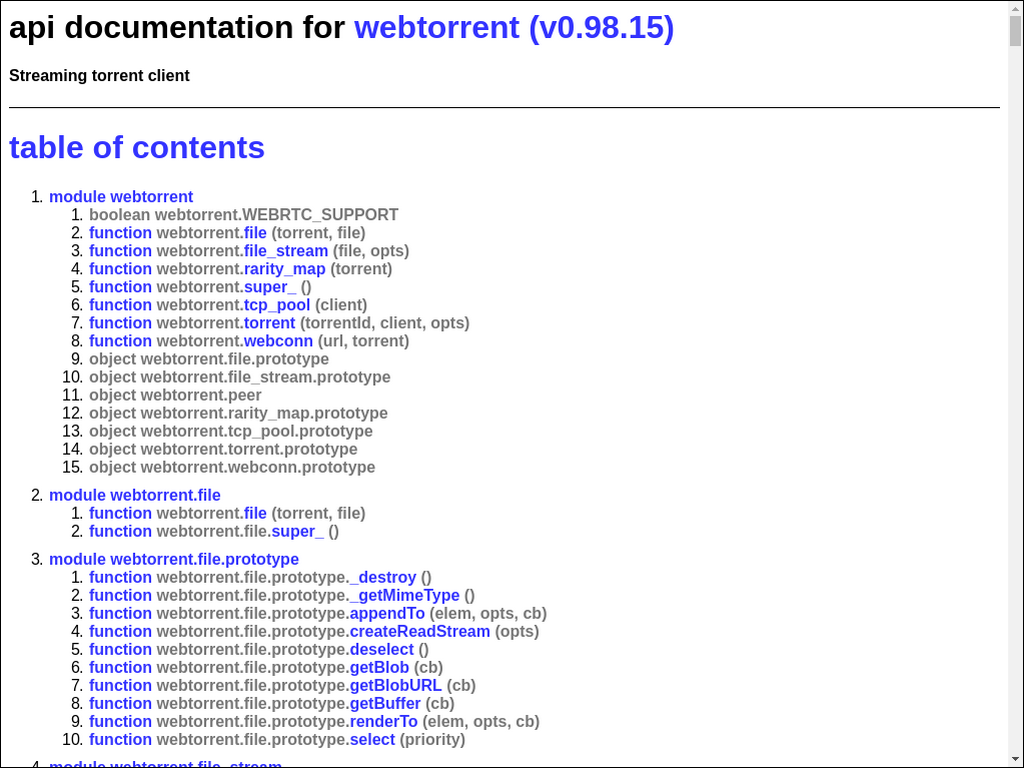 api documentation for webtorrent (v0.98.15)
Streaming torrent client
table of contents
1. module webtorrent
1. boolean webtorrent.WEBRTC_SUPPORT
2. function webtorrent.file (torrent, file)
3. function webtorrent.file_stream (file, opts)
4. function webtorrent.rarity_map (torrent)
5. function webtorrent.super_ ()
6. function webtorrent.tcp_pool (client)
7. function webtorrent.torrent (torrentId, client, opts)
8. function webtorrent.webconn (url, torrent)
9. object webtorrent.file.prototype
10. object webtorrent.file_stream.prototype
11. object webtorrent.peer
12. object webtorrent.rarity_map.prototype
13. object webtorrent.tcp_pool.prototype
14. object webtorrent.torrent.prototype
15. object webtorrent.webconn.prototype
2. module webtorrent.file
1. function webtorrent.file (torrent, file)
2. function webtorrent.file.super_ ()
3. module webtorrent.file.prototype
1. function webtorrent.file.prototype._destroy ()
2. function webtorrent.file.prototype._getMimeType ()
3. function webtorrent.file.prototype.appendTo (elem, opts, cb)
4. function webtorrent.file.prototype.createReadStream (opts)
5. function webtorrent.file.prototype.deselect ()
6. function webtorrent.file.prototype.getBlob (cb)
7. function webtorrent.file.prototype.getBlobURL (cb)
8. function webtorrent.file.prototype.getBuffer (cb)
9. function webtorrent.file.prototype.renderTo (elem, opts, cb)
10. function webtorrent.file.prototype.select (priority)
4. module webtorrent.file_stream